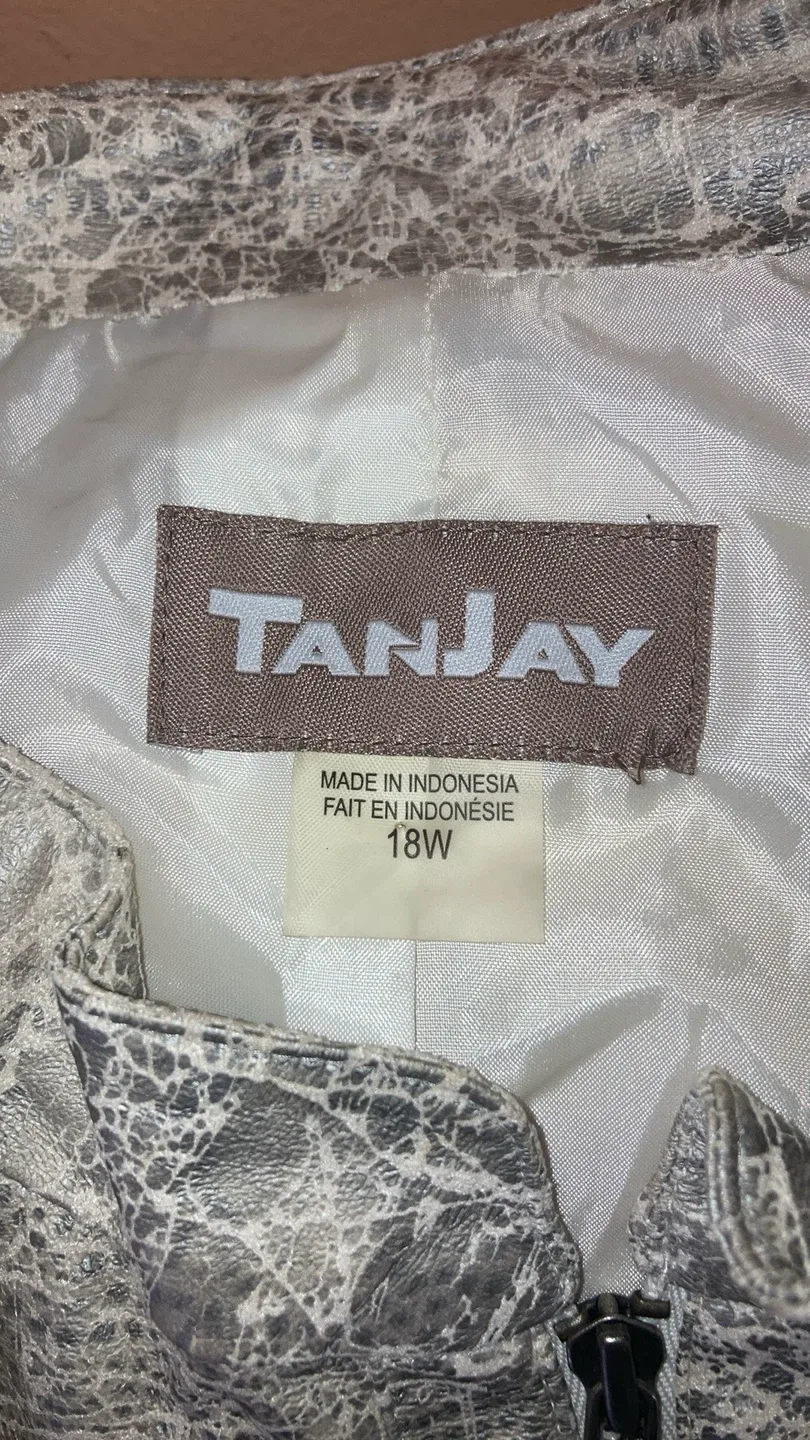 TANJAY
MADE IN INDONESIA
FAIT EN INDONÉSIE
18W